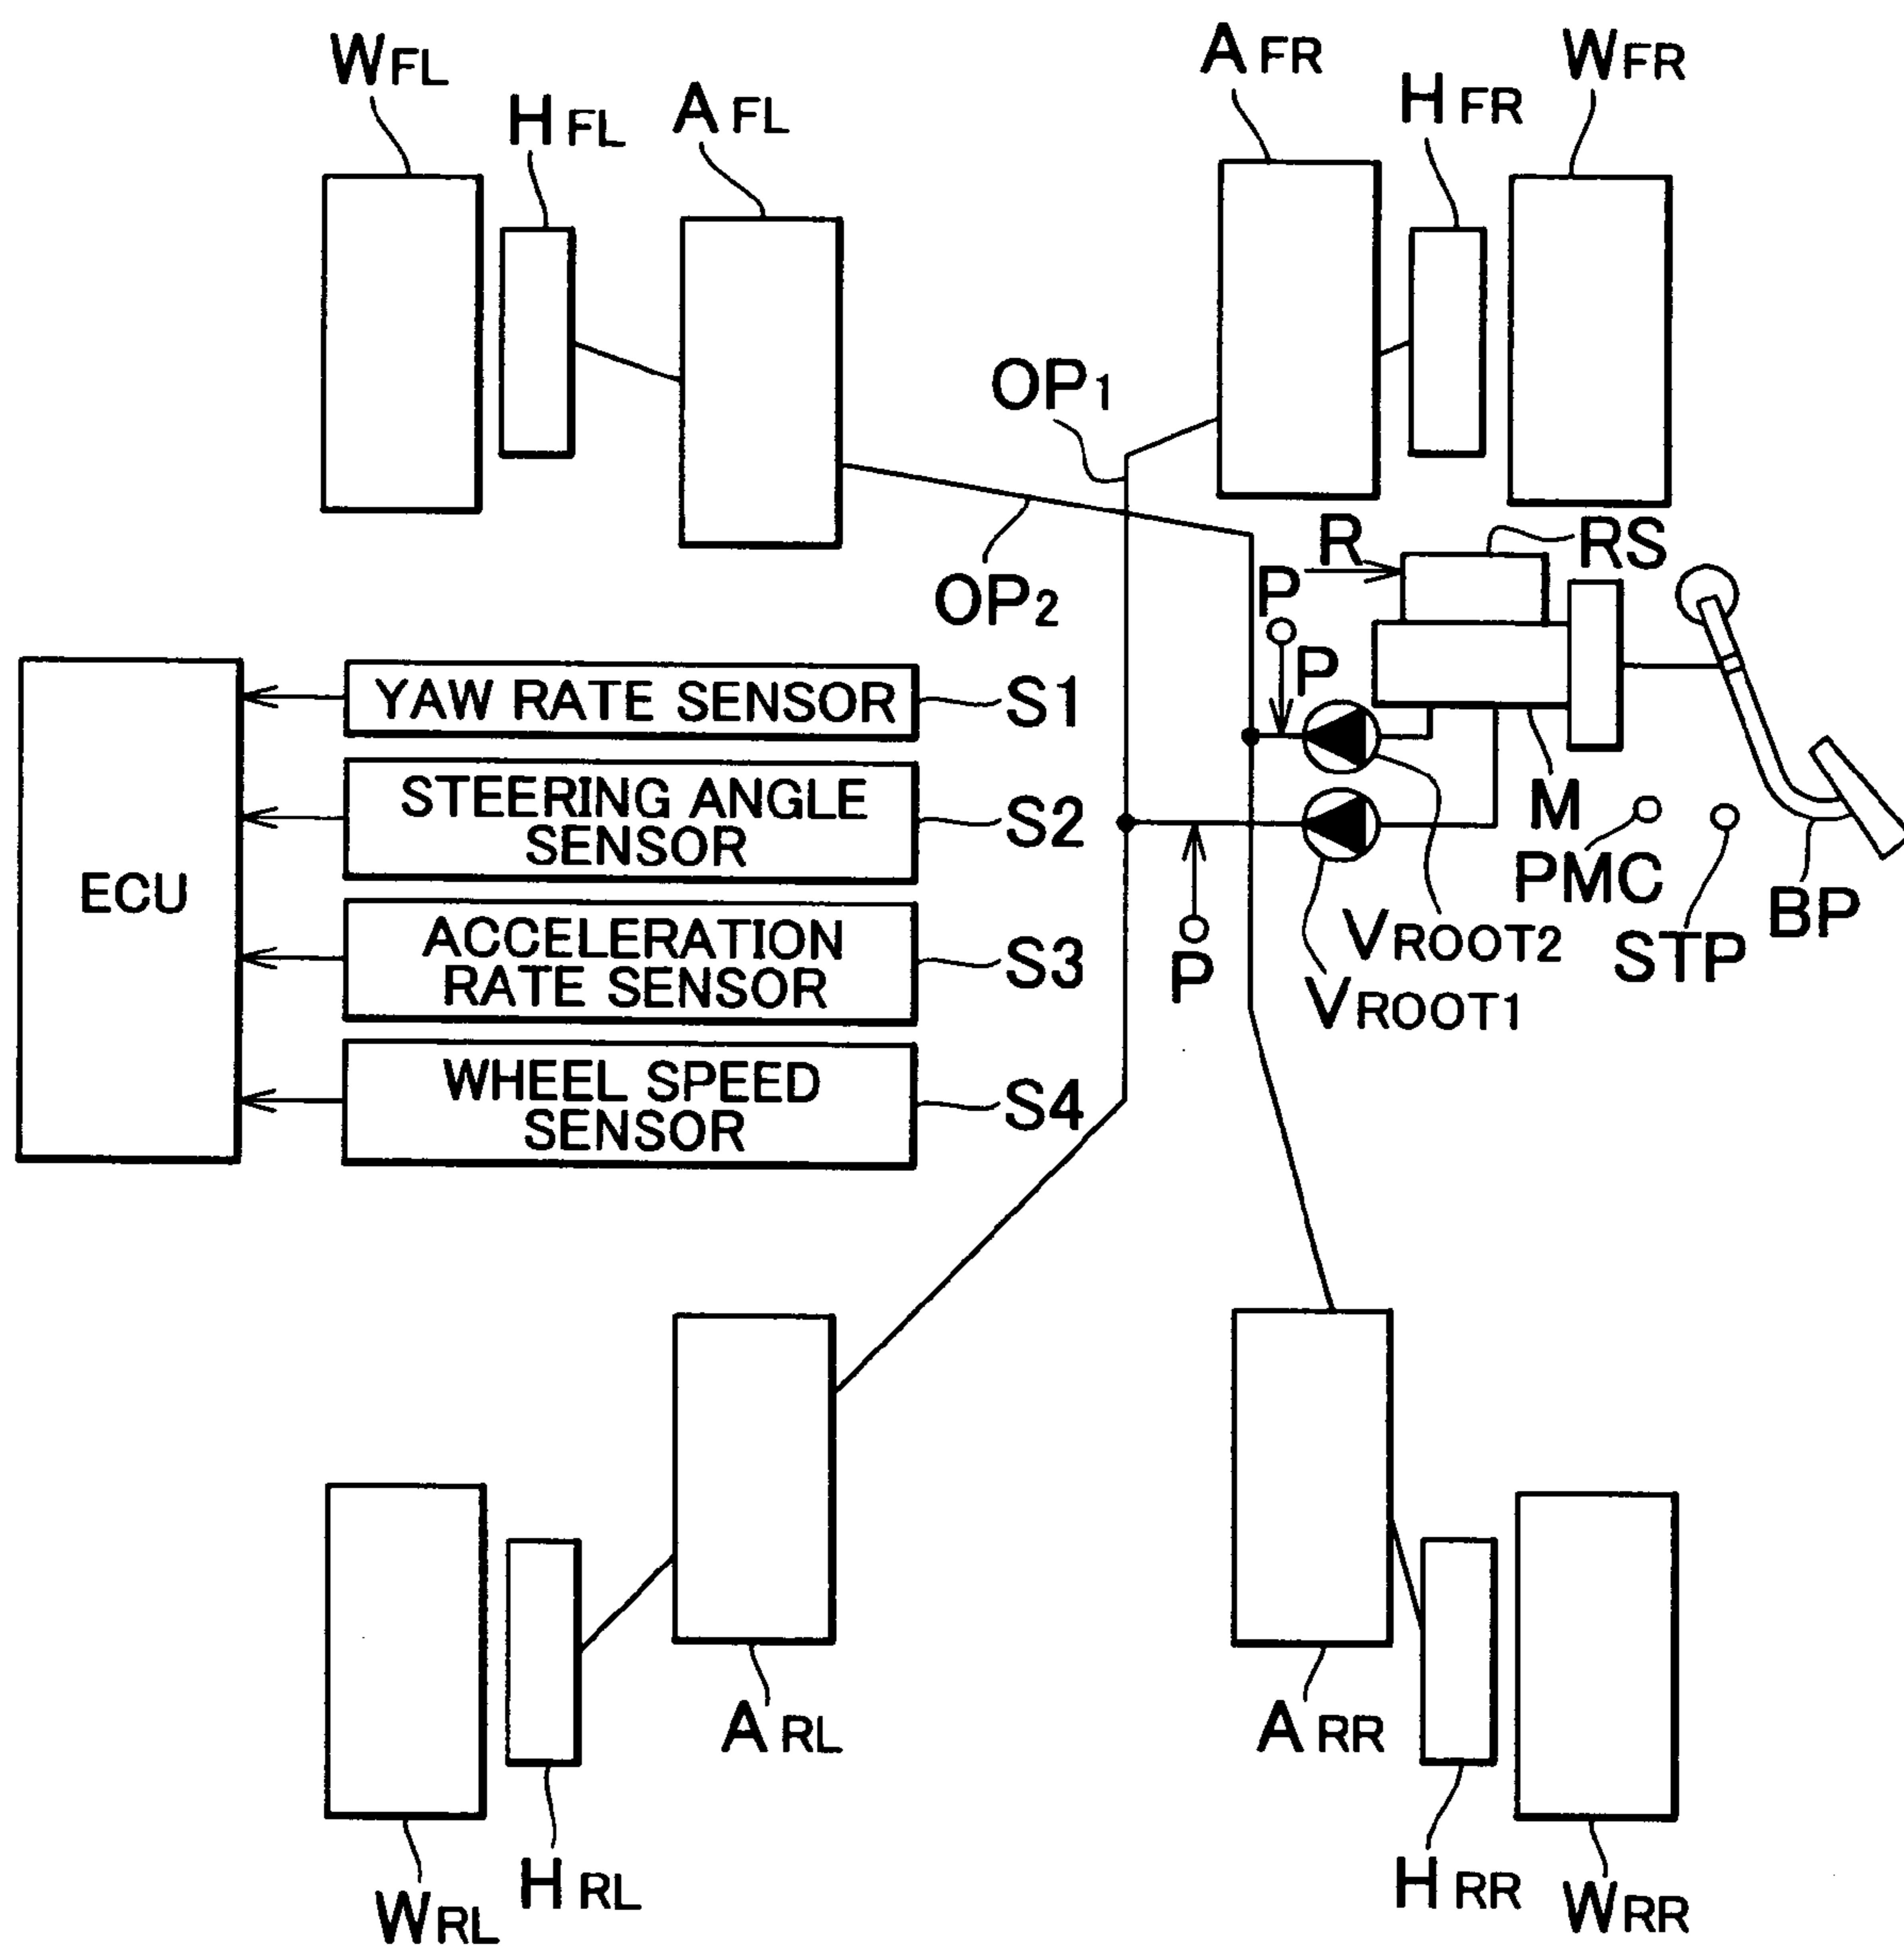 WFL
HFL
AFL
AFR
HFR
WFR
OP1
OP2
R
RS
P
P
YAW RATE SENSOR
S1
STEERING ANGLE
SENSOR
S2
ACCELERATION
RATE SENSOR
S3
WHEEL SPEED
SENSOR
S4
ECU
M
PMC
STP
BP
VROOT2
VROOT1
P
ARL
ARR
HRL
WRL
HRR
WRR